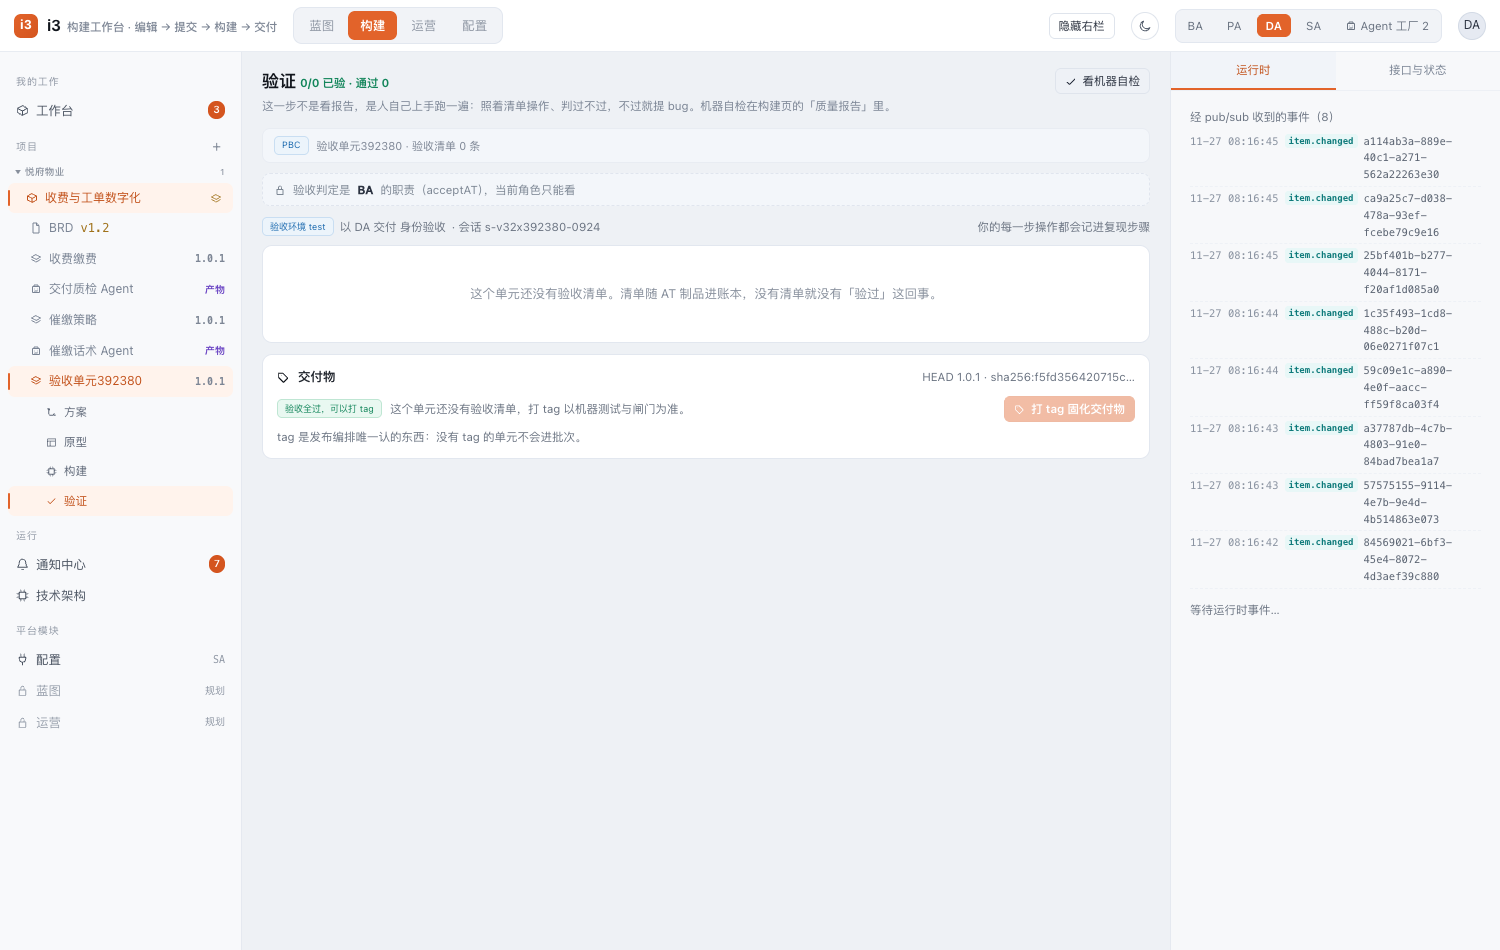 i3 i3 构建工作台 · 编辑 → 提交 → 构建 → 交付 蓝图 构建 运营 配置 隐藏右栏 BA PA DA SA Agent 工厂 2 DA
我的工作
工作台 3
项目 +
悦府物业 1
收费与工单数字化
BRD v1.2
收费缴费 1.0.1
交付质检 Agent 产物
催缴策略 1.0.1
催缴话术 Agent 产物
验收单元392380 1.0.1
方案
原型
构建
验证
运行
通知中心 7
技术架构
平台模块
配置 SA
蓝图 规划
运营 规划
验证 0/0 已验 · 通过 0 看机器自检
这一步不是看报告，是人自己上手跑一遍：照着清单操作、判过不过，不过就提 bug。机器自检在构建页的「质量报告」里。
PBC 验收单元392380 · 验收清单 0 条
验收判定是 BA 的职责（acceptAT），当前角色只能看
验收环境 test 以 DA 交付 身份验收 · 会话 s-v32x392380-0924 你的每一步操作都会记进复现步骤
这个单元还没有验收清单。清单随 AT 制品进账本，没有清单就没有「验过」这回事。
交付物 HEAD 1.0.1 · sha256:f5fd356420715c...
验收全过，可以打 tag 这个单元还没有验收清单，打 tag 以机器测试与闸门为准。 打 tag 固化交付物
tag 是发布编排唯一认的东西：没有 tag 的单元不会进批次。
运行时 接口与状态
经 pub/sub 收到的事件（8）
11-27 08:16:45 item.changed a114ab3a-889e-
40c1-a271-
562a22263e30
11-27 08:16:45 item.changed ca9a25c7-d038-
478a-93ef-
fcebe79c9e16
11-27 08:16:45 item.changed 25bf401b-b277-
4044-8171-
f20af1d085a0
11-27 08:16:44 item.changed 1c35f493-1cd8-
488c-b20d-
06e0271f07c1
11-27 08:16:44 item.changed 59c09e1c-a890-
4e0f-aacc-
ff59f8ca03f4
11-27 08:16:43 item.changed a37787db-4c7b-
4803-91e0-
84bad7bea1a7
11-27 08:16:43 item.changed 57575155-9114-
4e7b-9e4d-
4b514863e073
11-27 08:16:42 item.changed 84569021-6bf3-
45e4-8072-
4d3aef39c880
等待运行时事件...